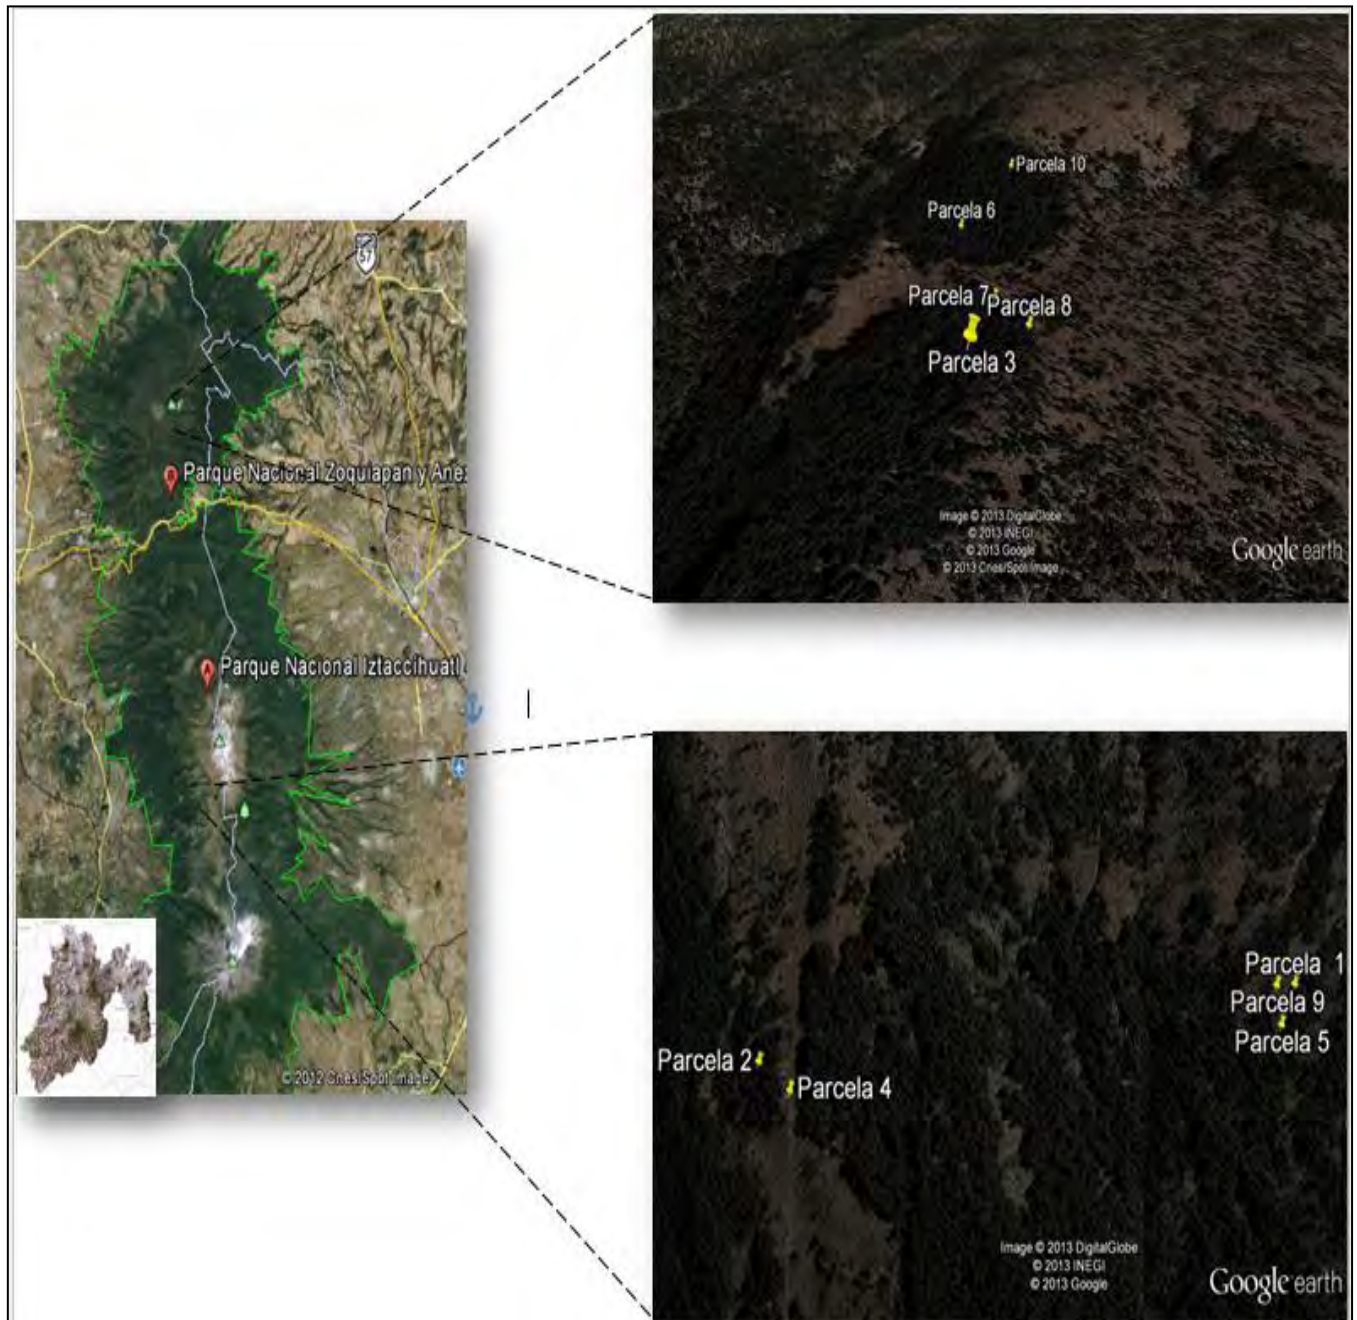 57
Parque Nacional Zoquiapan y Anex
A
Parque Nacional Iztaccíhuatl
© 2012 Cnes/Spot Image
Parcela 10
Parcela 6
Parcela 7
Parcela 8
Parcela 3
Image © 2013 DigitalGlobe
© 2013 INEGI
© 2013 Google
© 2013 Cnes/Spot Image
Google earth
Parcela 1
Parcela 9
Parcela 5
Parcela 2
Parcela 4
Image © 2013 DigitalGlobe
© 2013 INEGI
© 2013 Google
Google earth